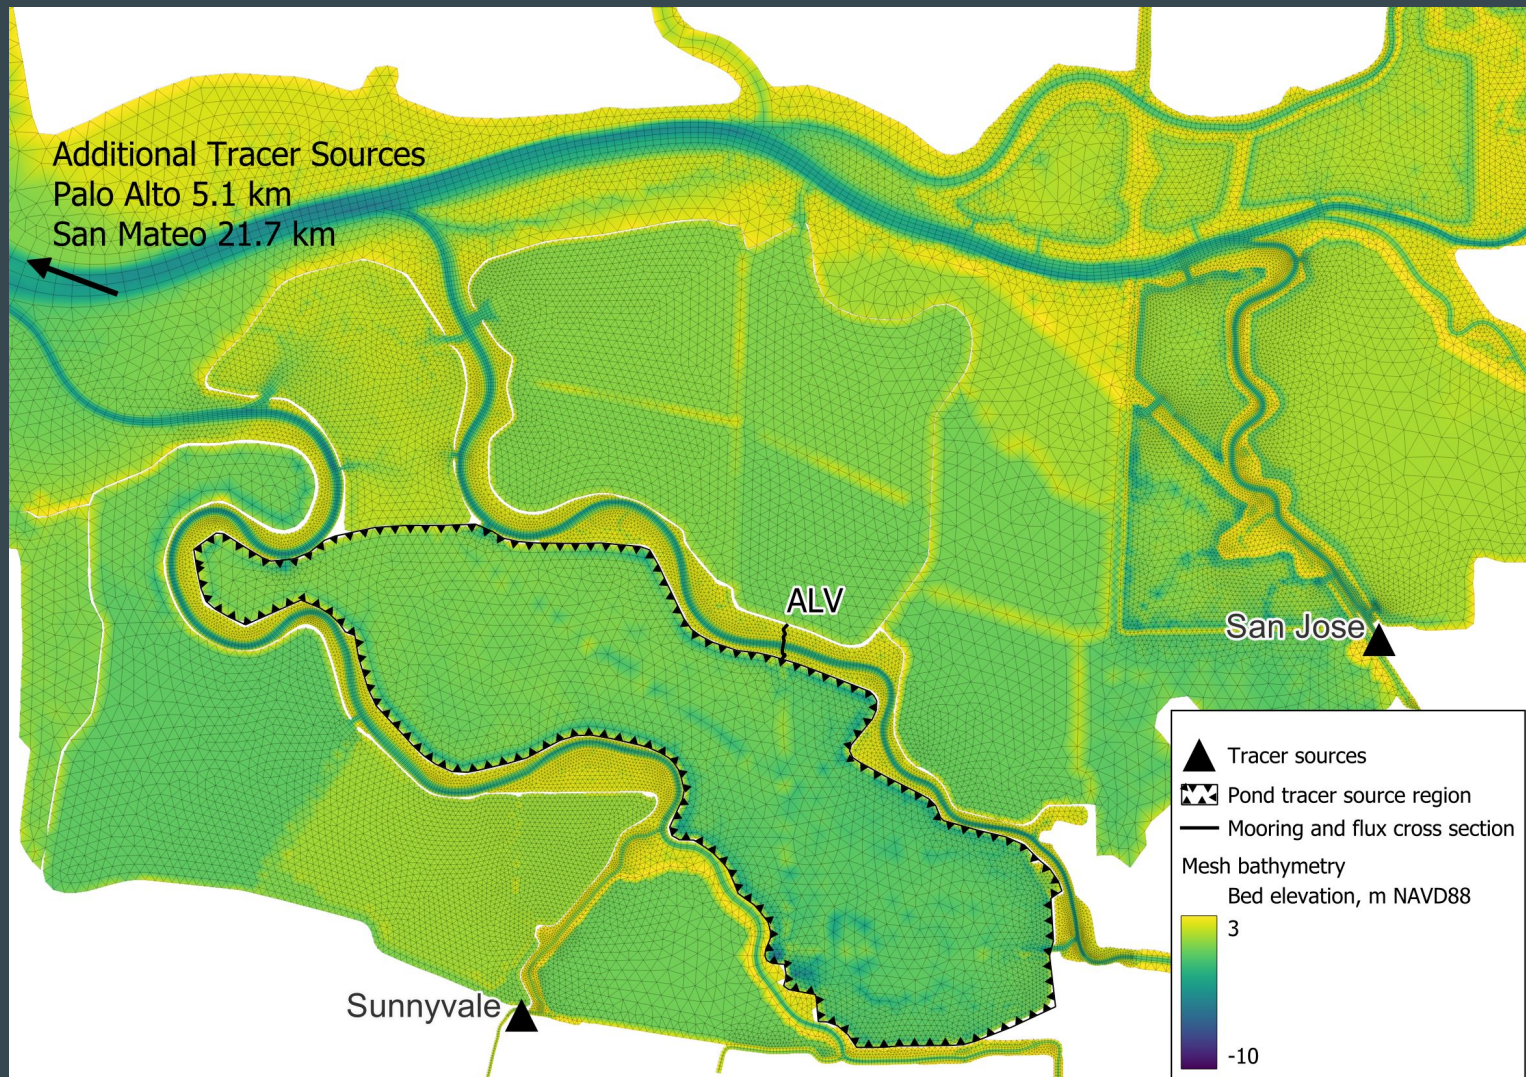 Additional Tracer Sources
Palo Alto 5.1 km
San Mateo 21.7 km
ALV
San Jose
Sunnyvale
Tracer sources
Pond tracer source region
Mooring and flux cross section
Mesh bathymetry
Bed elevation, m NAVD88
3
-10